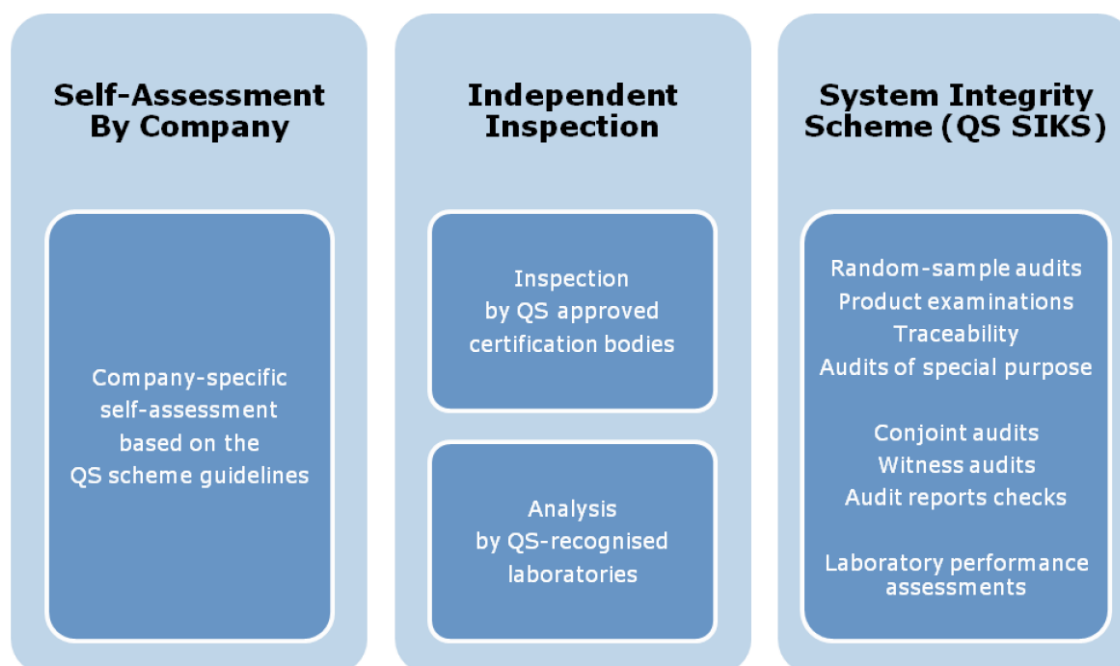 Self-Assessment
By Company
Company-specific
self-assessment
based on the
QS scheme guidelines
Independent
Inspection
Inspection
by QS approved
certification bodies
Analysis
by QS-recognised
laboratories
System Integrity
Scheme (QS SIKS)
Random-sample audits
Product examinations
Traceability
Audits of special purpose
Conjoint audits
Witness audits
Audit reports checks
Laboratory performance
assessments